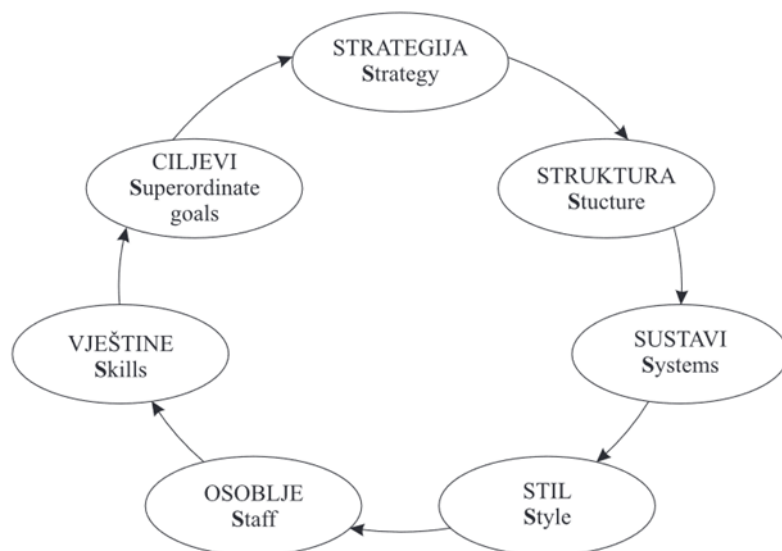 STRATEGIJA
Strategy
STRUKTURA
Stucture
SUSTAVI
Systems
STIL
Style
OSOBLJE
Staff
VJEŠTINE
Skills
CILJEVI
Superordinate
goals